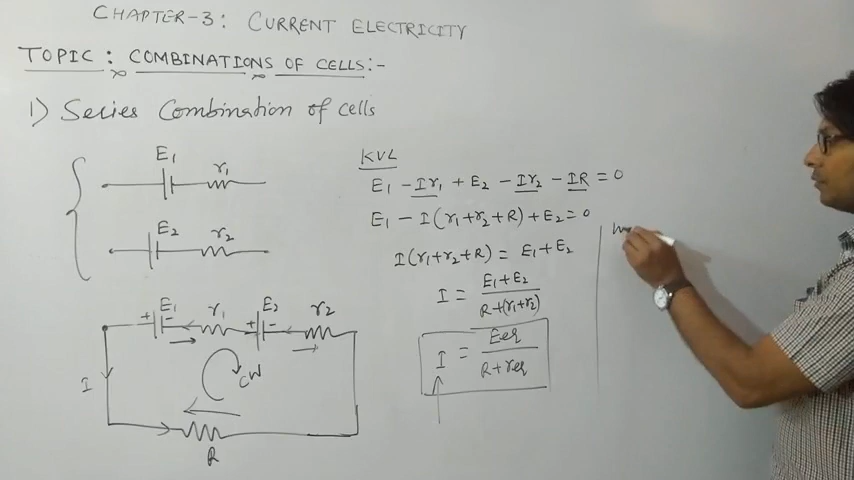 CHAPTER-3: CURRENT ELECTRICITY
TOPIC: COMBINATIONS OF CELLS:-
1) Series Combination of cells
E₁ r₁
E₂ r₂
+ E₁ - r₁ + E₂ - r₂
I
CW
R
KVL
E₁ - Ir₁ + E₂ - Ir₂ - IR = 0
E₁ - I(r₁+r₂+R) + E₂ = 0
I(r₁+r₂+R) = E₁+E₂
I = E₁+E₂ / R+(r₁+r₂)
I = Eeq / R+req